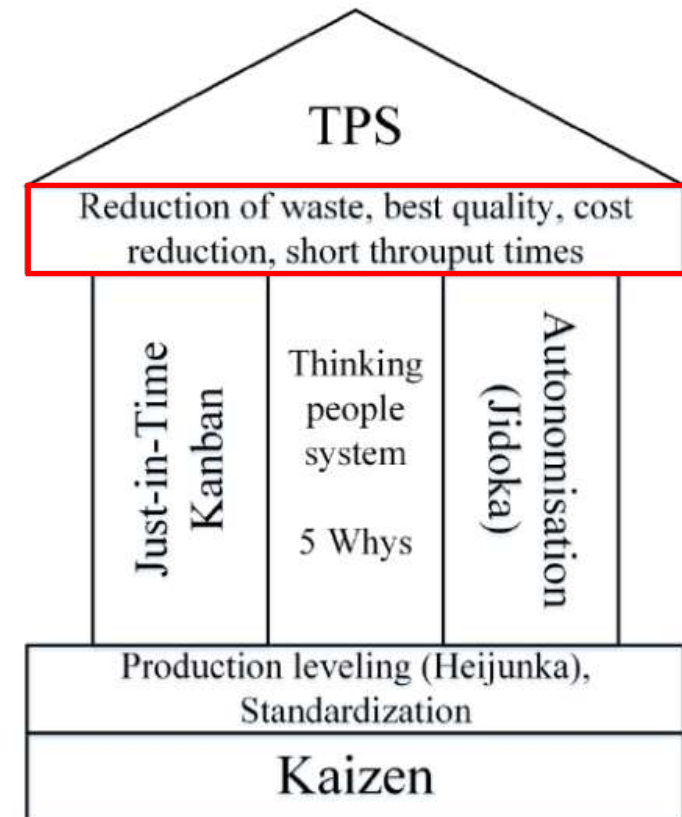 TPS
Reduction of waste, best quality, cost
reduction, short throuput times
Just-in-Time
Kanban
Thinking
people
system
5 Whys
Autonomisation
(Jidoka)
Production leveling (Heijunka),
Standardization
Kaizen